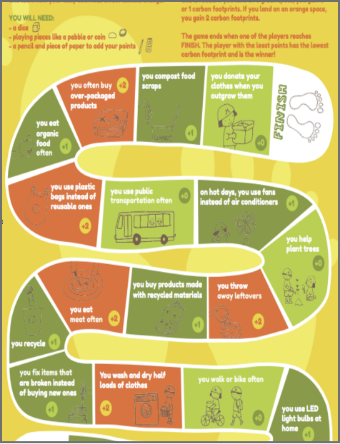 YOU WILL NEED:
- a dice
- playing pieces like a pebble or coin
- a pencil and piece of paper to add your points
or 1 carbon footprints. If you land on an orange space,
you gain 2 carbon footprints.
The game ends when one of the players reaches
FINISH. The player with the least points has the lowest
carbon footprint and is the winner!
you eat
organic
food
often
+1
you often buy
over-packaged
products
+2
you compost food
scraps
+1
you donate your
clothes when you
outgrow them
+0
FINISH
you use plastic
bags instead of
reusable ones
+2
you use public
transportation often
+0
on hot days, you use fans
instead of air conditioners
+1
you help
plant trees
+0
you recycle
+1
you eat
meat often
+2
you buy products made
with recycled materials
+1
you throw
away leftovers
+2
you fix items that
are broken instead
of buying new ones
+1
You wash and dry half
loads of clothes
+2
you walk or bike often
+0
you use LED
light bulbs at
home
+1